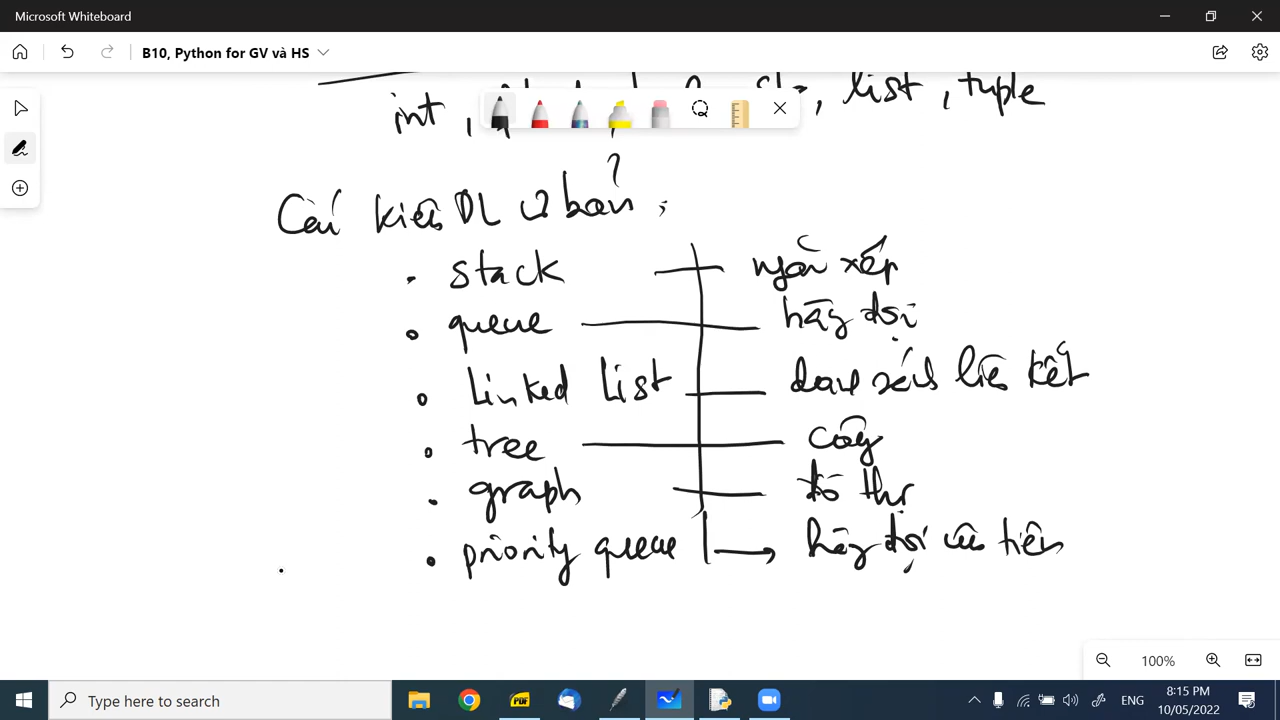 Microsoft Whiteboard
B10, Python for GV và HS
int, list, tuple
Các kiểu DL cơ bản:
• stack — ngăn xếp
• queue — hàng đợi
• Linked List — danh sách liên kết
• tree — cây
• graph — đồ thị
• priority queue → hàng đợi ưu tiên
100%
Type here to search
PDF
ENG
8:15 PM
10/05/2022
3